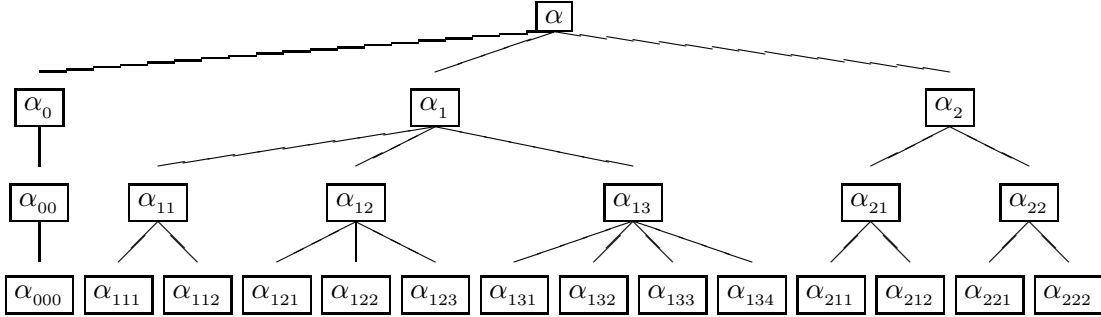 α
α₀ α₁ α₂
α₀₀ α₁₁ α₁₂ α₁₃ α₂₁ α₂₂
α₀₀₀ α₁₁₁ α₁₁₂ α₁₂₁ α₁₂₂ α₁₂₃ α₁₃₁ α₁₃₂ α₁₃₃ α₁₃₄ α₂₁₁ α₂₁₂ α₂₂₁ α₂₂₂